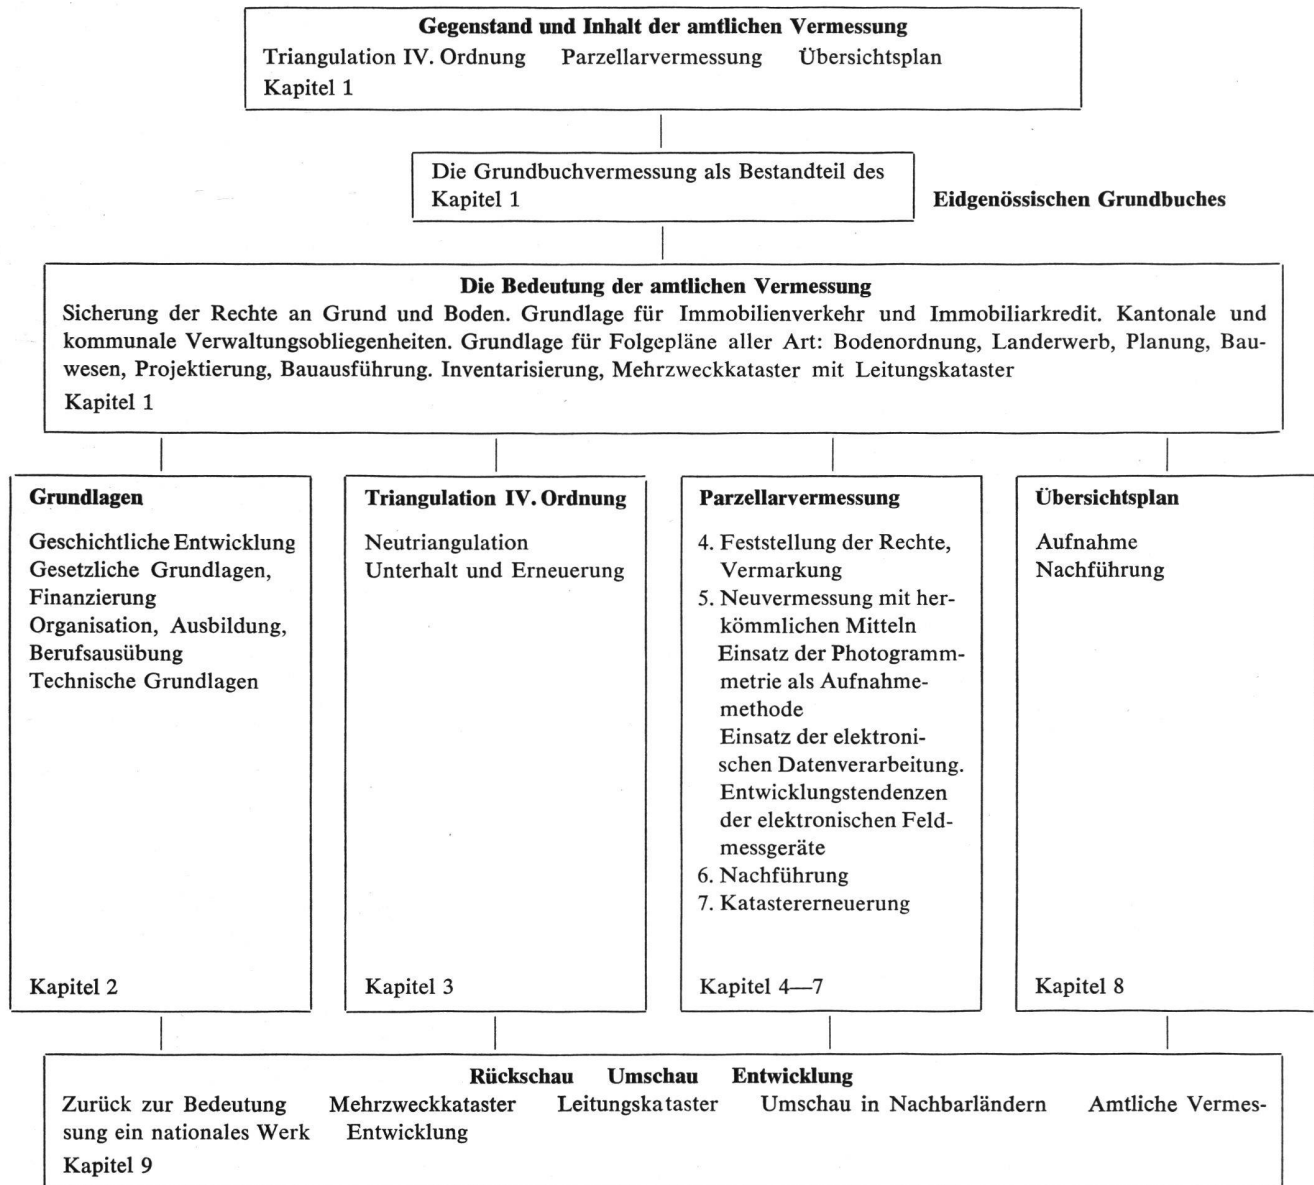 Gegenstand und Inhalt der amtlichen Vermessung
Triangulation IV. Ordnung Parzellarvermessung Übersichtsplan
Kapitel 1
Die Grundbuchvermessung als Bestandteil des
Kapitel 1
Eidgenössischen Grundbuches
Die Bedeutung der amtlichen Vermessung
Sicherung der Rechte an Grund und Boden. Grundlage für Immobilienverkehr und Immobiliarkredit. Kantonale und
kommunale Verwaltungsobliegenheiten. Grundlage für Folgepläne aller Art: Bodenordnung, Landerwerb, Planung, Bau-
wesen, Projektierung, Bauausführung. Inventarisierung, Mehrzweckkataster mit Leitungskataster
Kapitel 1
Grundlagen
Geschichtliche Entwicklung
Gesetzliche Grundlagen,
Finanzierung
Organisation, Ausbildung,
Berufsausübung
Technische Grundlagen
Kapitel 2
Triangulation IV. Ordnung
Neutriangulation
Unterhalt und Erneuerung
Kapitel 3
Parzellarvermessung
4. Feststellung der Rechte,
Vermarkung
5. Neuvermessung mit her-
kömmlichen Mitteln
Einsatz der Photogramm-
metrie als Aufnahme-
methode
Einsatz der elektroni-
schen Datenverarbeitung.
Entwicklungstendenzen
der elektronischen Feld-
messgeräte
6. Nachführung
7. Katastererneuerung
Kapitel 4—7
Übersichtsplan
Aufnahme
Nachführung
Kapitel 8
Rückschau Umschau Entwicklung
Zurück zur Bedeutung Mehrzweckkataster Leitungskataster Umschau in Nachbarländern Amtliche Vermes-
sung ein nationales Werk Entwicklung
Kapitel 9